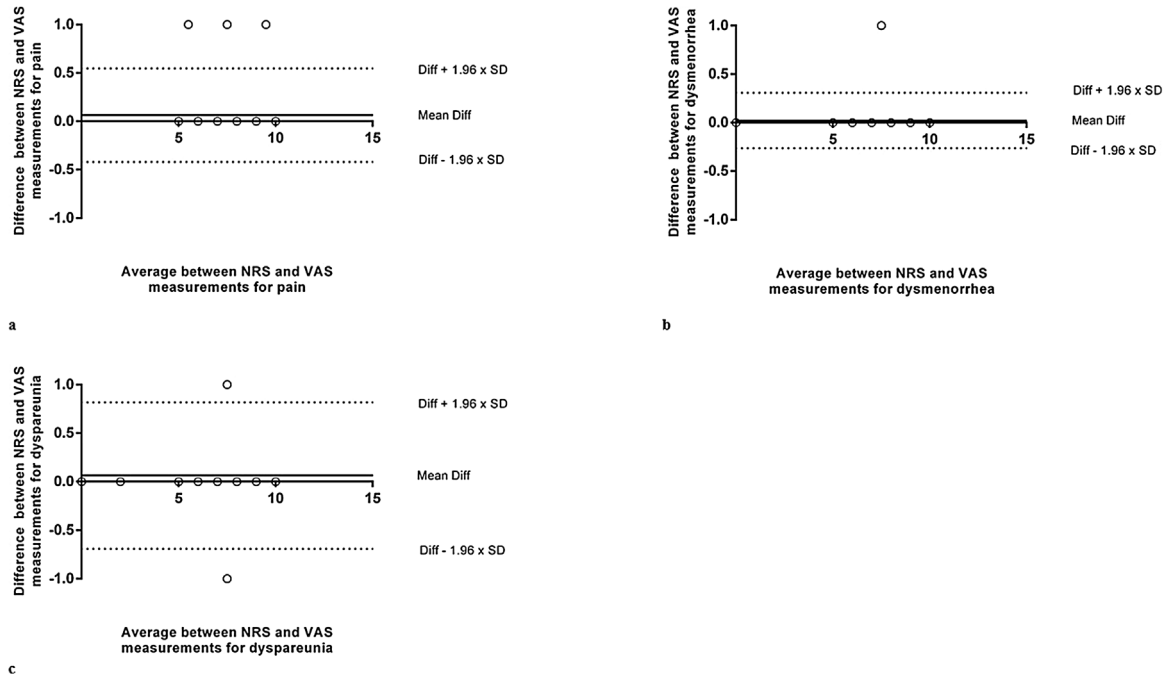 Difference between NRS and VAS
measurements for pain
1.0
0.5
0.0
-0.5
-1.0
5
10
15
Diff + 1.96 x SD
Mean Diff
Diff - 1.96 x SD
Average between NRS and VAS
measurements for pain
a
Difference between NRS and VAS
measurements for dysmenorrhea
1.0
0.5
0.0
-0.5
-1.0
5
10
15
Diff + 1.96 x SD
Mean Diff
Diff - 1.96 x SD
Average between NRS and VAS
measurements for dysmenorrhea
b
Difference between NRS and VAS
measurements for dyspareunia
1.0
0.5
0.0
-0.5
-1.0
5
10
15
Diff + 1.96 x SD
Mean Diff
Diff - 1.96 x SD
Average between NRS and VAS
measurements for dyspareunia
c